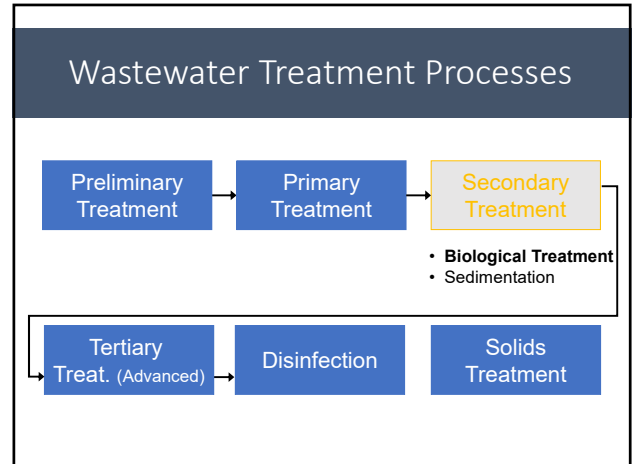 Wastewater Treatment Processes
Preliminary
Treatment
Primary
Treatment
Secondary
Treatment
• Biological Treatment
• Sedimentation
Tertiary
Treat. (Advanced)
Disinfection
Solids
Treatment